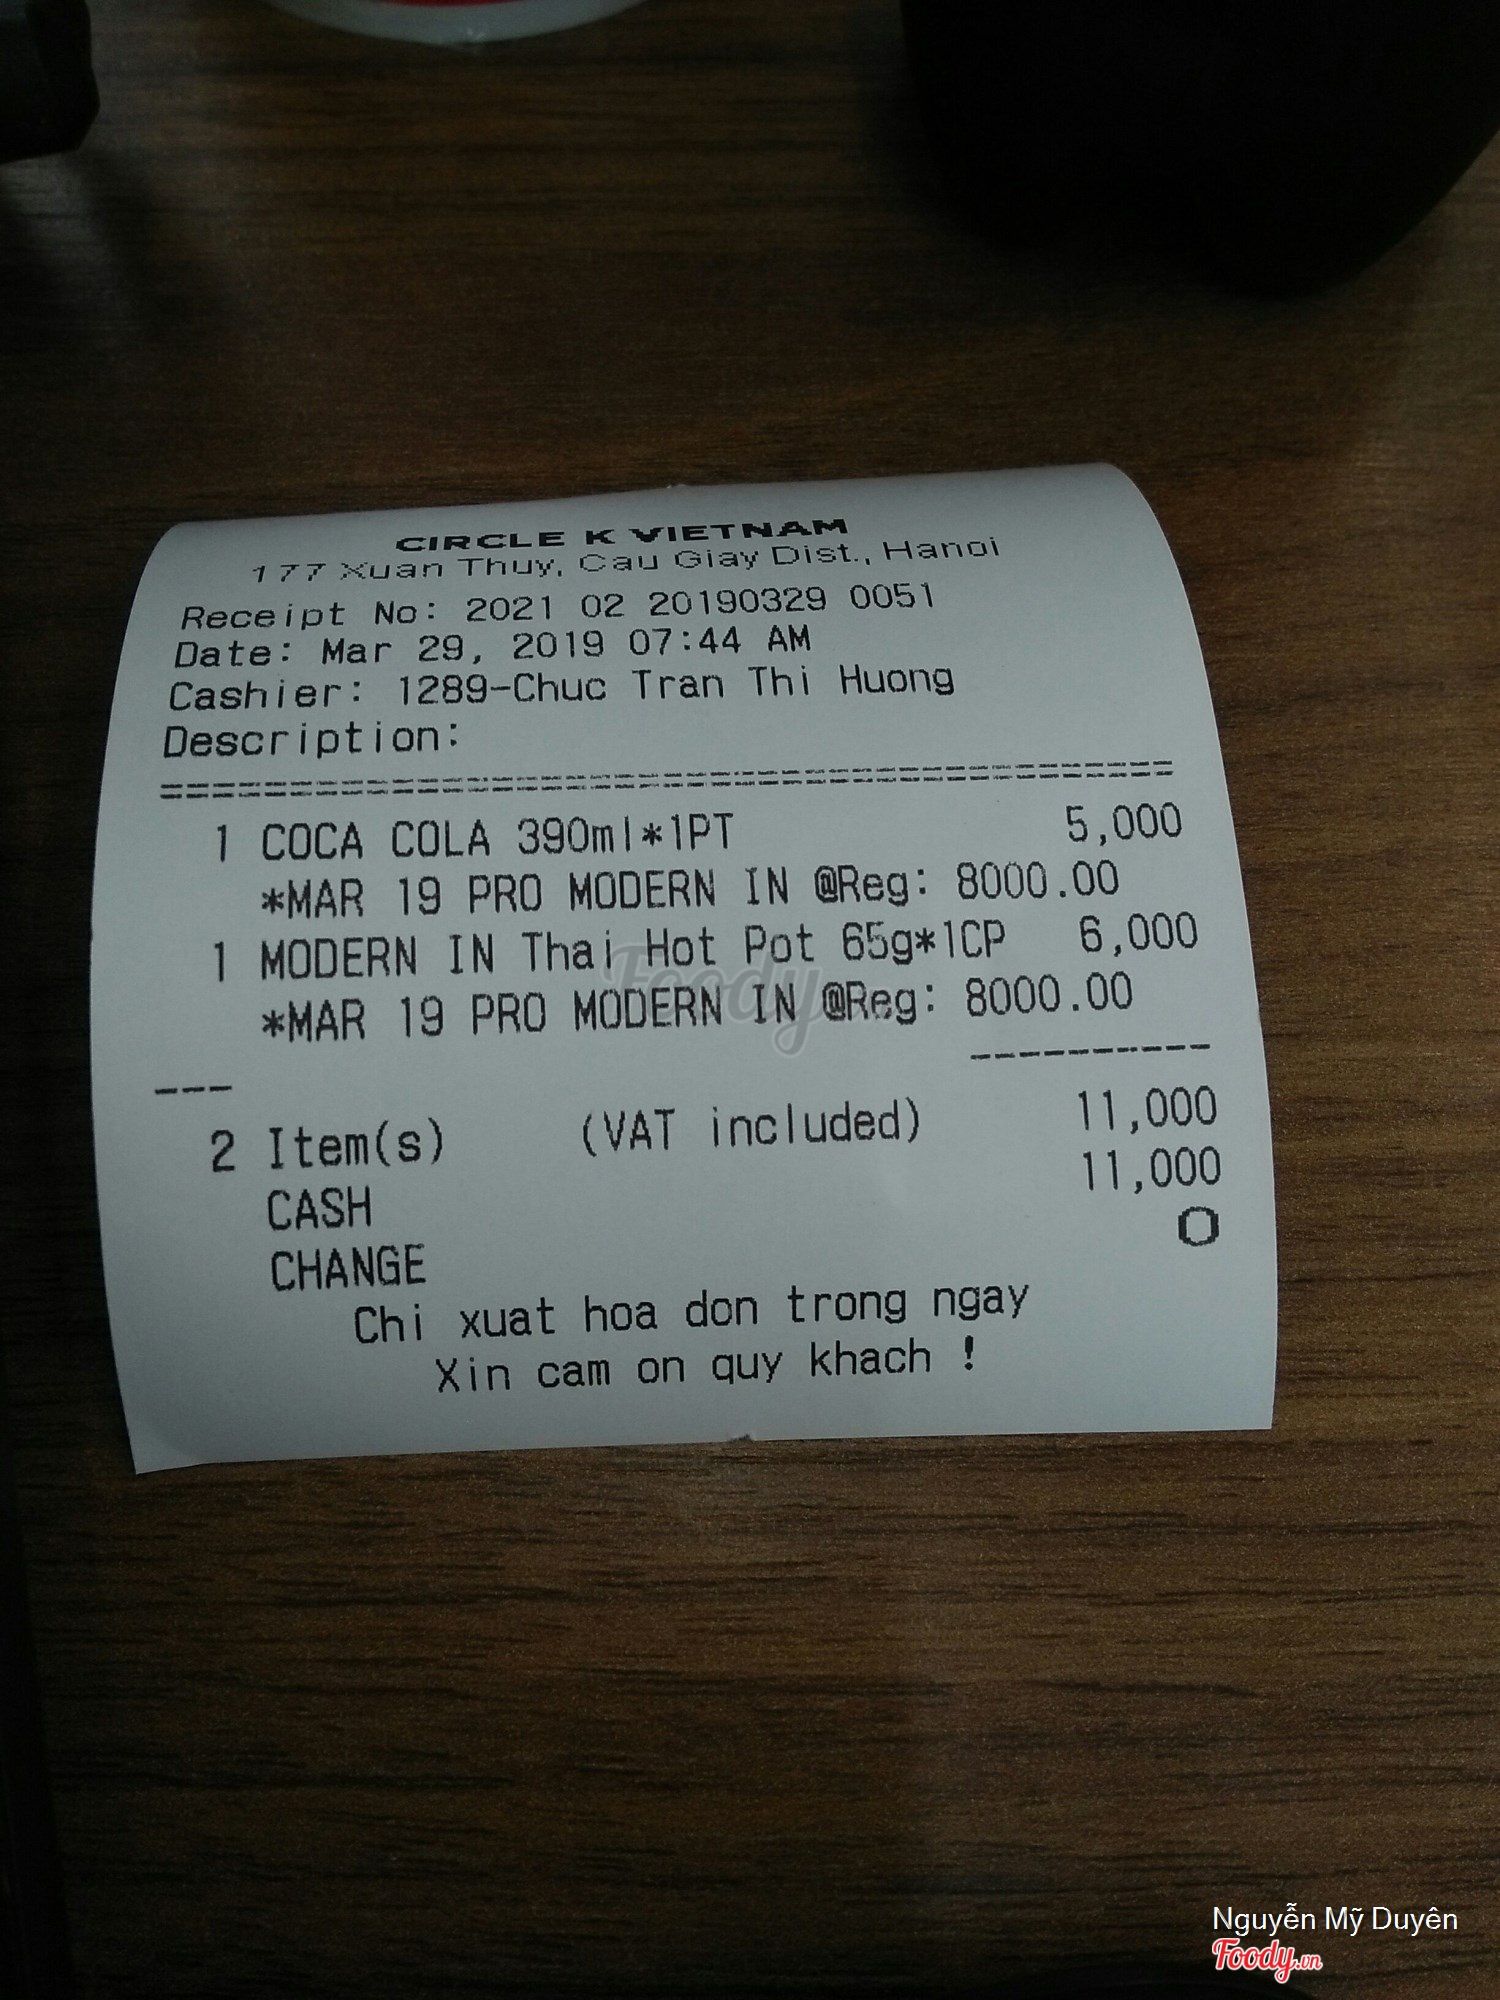 CIRCLE K VIETNAM
177 Xuan Thuy, Cau Giay Dist., Hanoi
Receipt No: 2021 02 20190329 0051
Date: Mar 29, 2019 07:44 AM
Cashier: 1289-Chuc Tran Thi Huong
Description:
1 COCA COLA 390ml*1PT 5,000
*MAR 19 PRO MODERN IN @Reg: 8000.00
1 MODERN IN Thai Hot Pot 65g*1CP 6,000
*MAR 19 PRO MODERN IN @Reg: 8000.00
2 Item(s) (VAT included) 11,000
CASH 11,000
CHANGE 0
Chi xuat hoa don trong ngay
Xin cam on quy khach !
Foody
Nguyễn Mỹ Duyên
Foody.vn